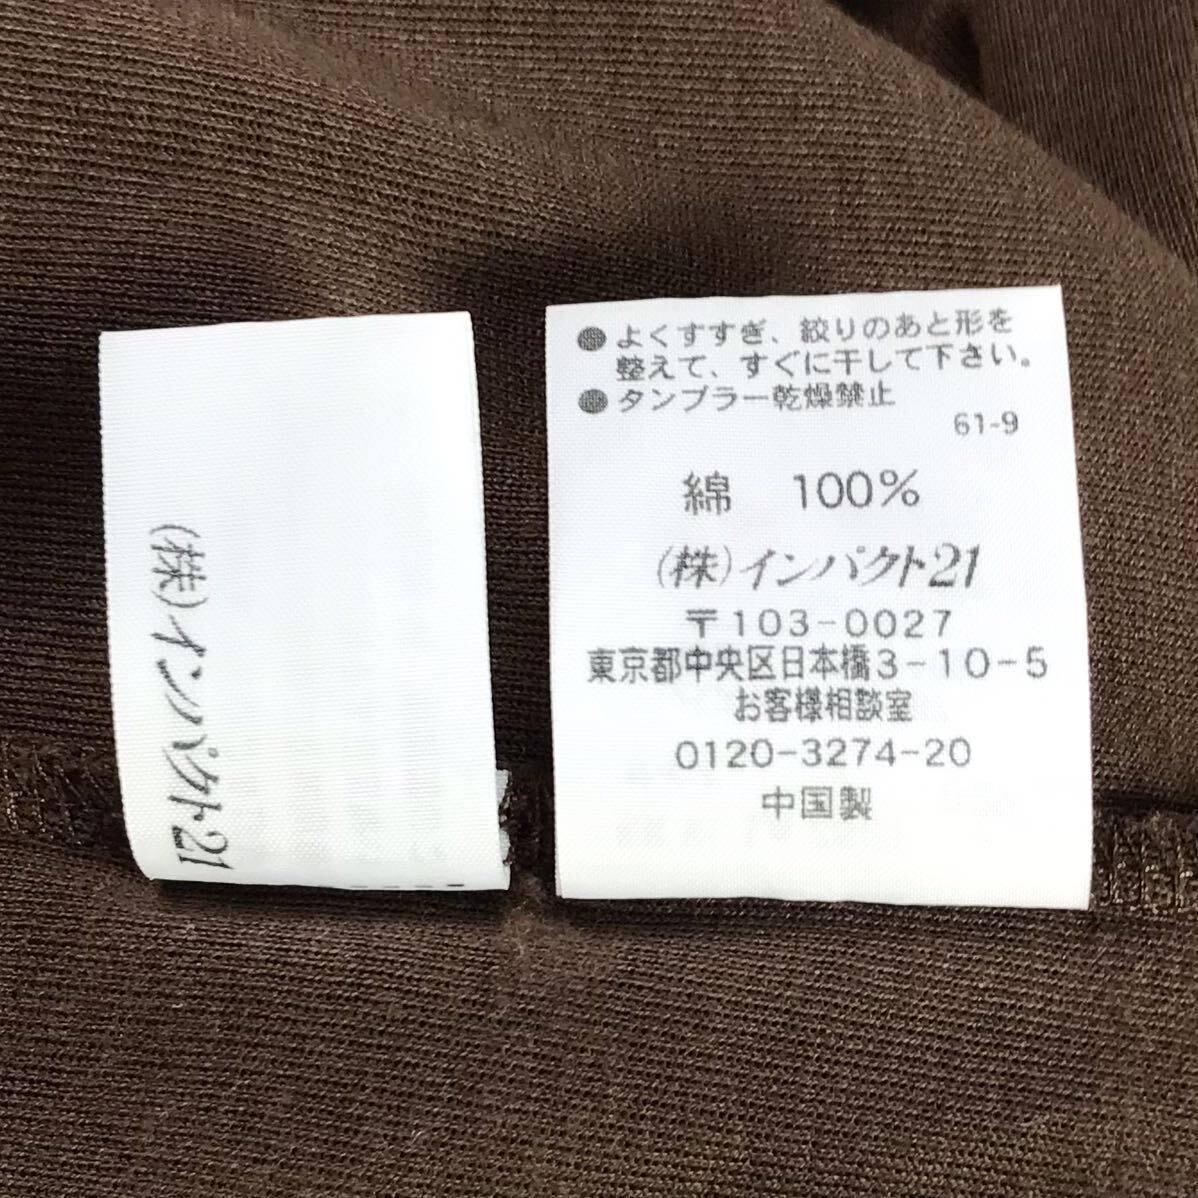 (株)インパクト21
●よくすすぎ、絞りのあと形を
整えて、すぐに干して下さい。
●タンブラー乾燥禁止
61-9
綿 100%
(株)インパクト21
〒103-0027
東京都中央区日本橋3-10-5
お客様相談室
0120-3274-20
中国製